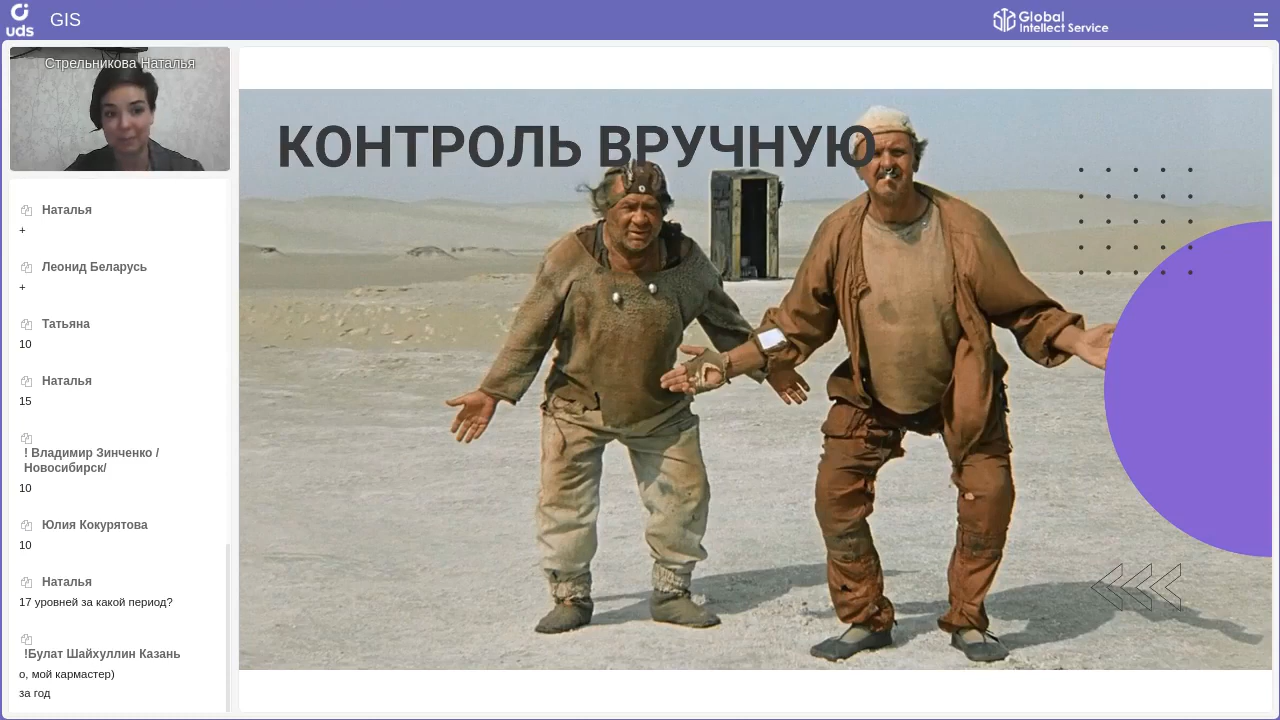 uds
GIS
Global
Intellect Service
Стрельникова Наталья
КОНТРОЛЬ ВРУЧНУЮ
Наталья
+
Леонид Беларусь
+
Татьяна
10
Наталья
15
! Владимир Зинченко /
Новосибирск/
10
Юлия Кокурятова
10
Наталья
17 уровней за какой период?
!Булат Шайхуллин Казань
о, мой кармастер)
за год